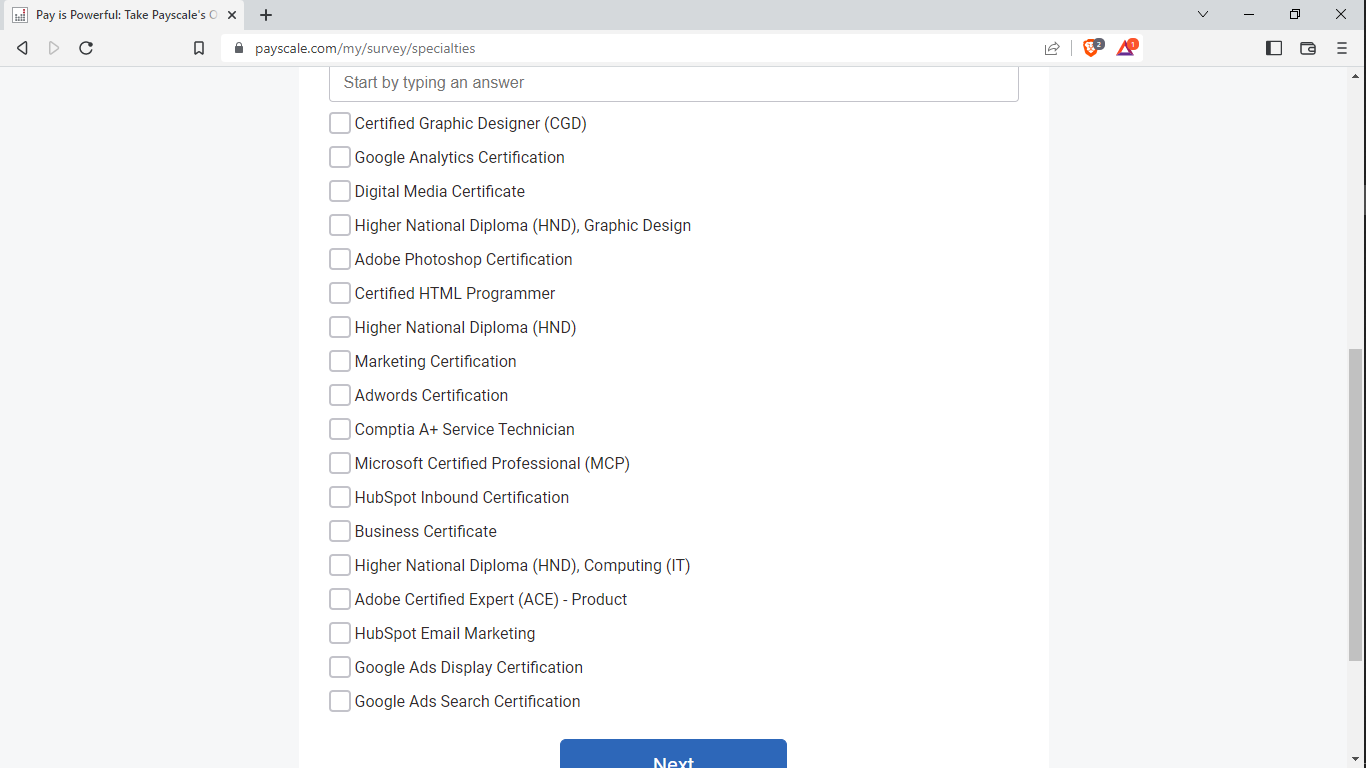 Pay is Powerful: Take Payscale's O
payscale.com/my/survey/specialties
2
1
Start by typing an answer
Certified Graphic Designer (CGD)
Google Analytics Certification
Digital Media Certificate
Higher National Diploma (HND), Graphic Design
Adobe Photoshop Certification
Certified HTML Programmer
Higher National Diploma (HND)
Marketing Certification
Adwords Certification
Comptia A+ Service Technician
Microsoft Certified Professional (MCP)
HubSpot Inbound Certification
Business Certificate
Higher National Diploma (HND), Computing (IT)
Adobe Certified Expert (ACE) - Product
HubSpot Email Marketing
Google Ads Display Certification
Google Ads Search Certification
Next